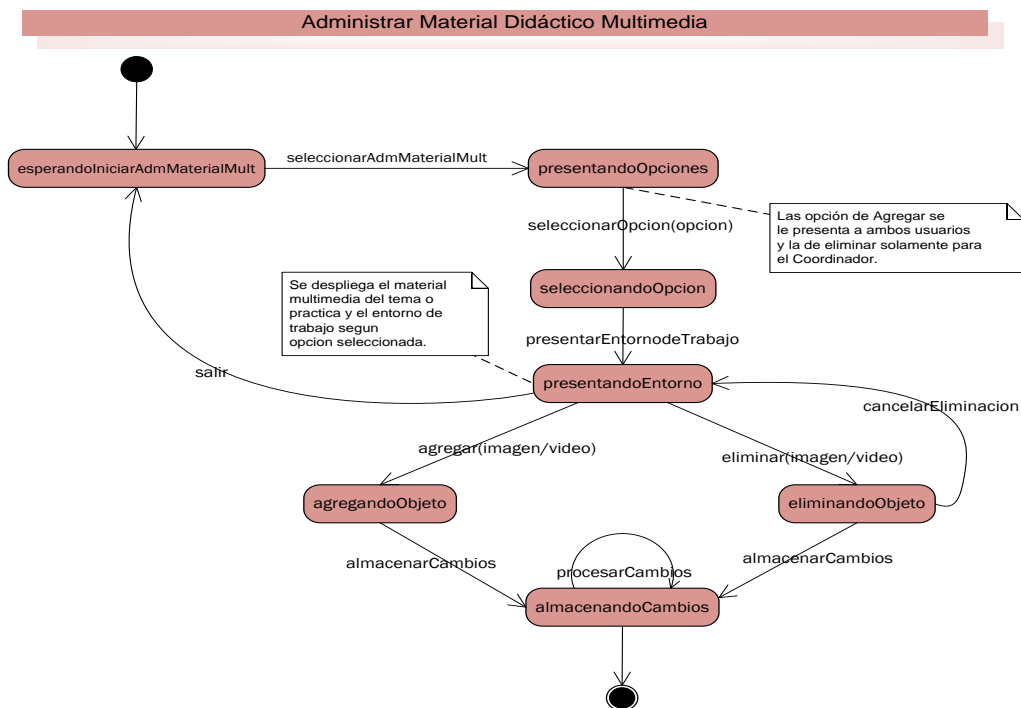 Administrar Material Didáctico Multimedia
esperandoIniciarAdmMaterialMult
seleccionarAdmMaterialMult
presentandoOpciones
Las opción de Agregar se
le presenta a ambos usuarios
y la de eliminar solamente para
el Coordinador.
seleccionarOpcion(opcion)
Se despliega el material
multimedia del tema o
practica y el entorno de
trabajo segun
opcion seleccionada.
seleccionandoOpcion
presentarEntornodeTrabajo
salir
presentandoEntorno
cancelarEliminacion
agregar(imagen/video)
eliminar(imagen/video)
agregandoObjeto
eliminandoObjeto
almacenarCambios
procesarCambios
almacenarCambios
almacenandoCambios